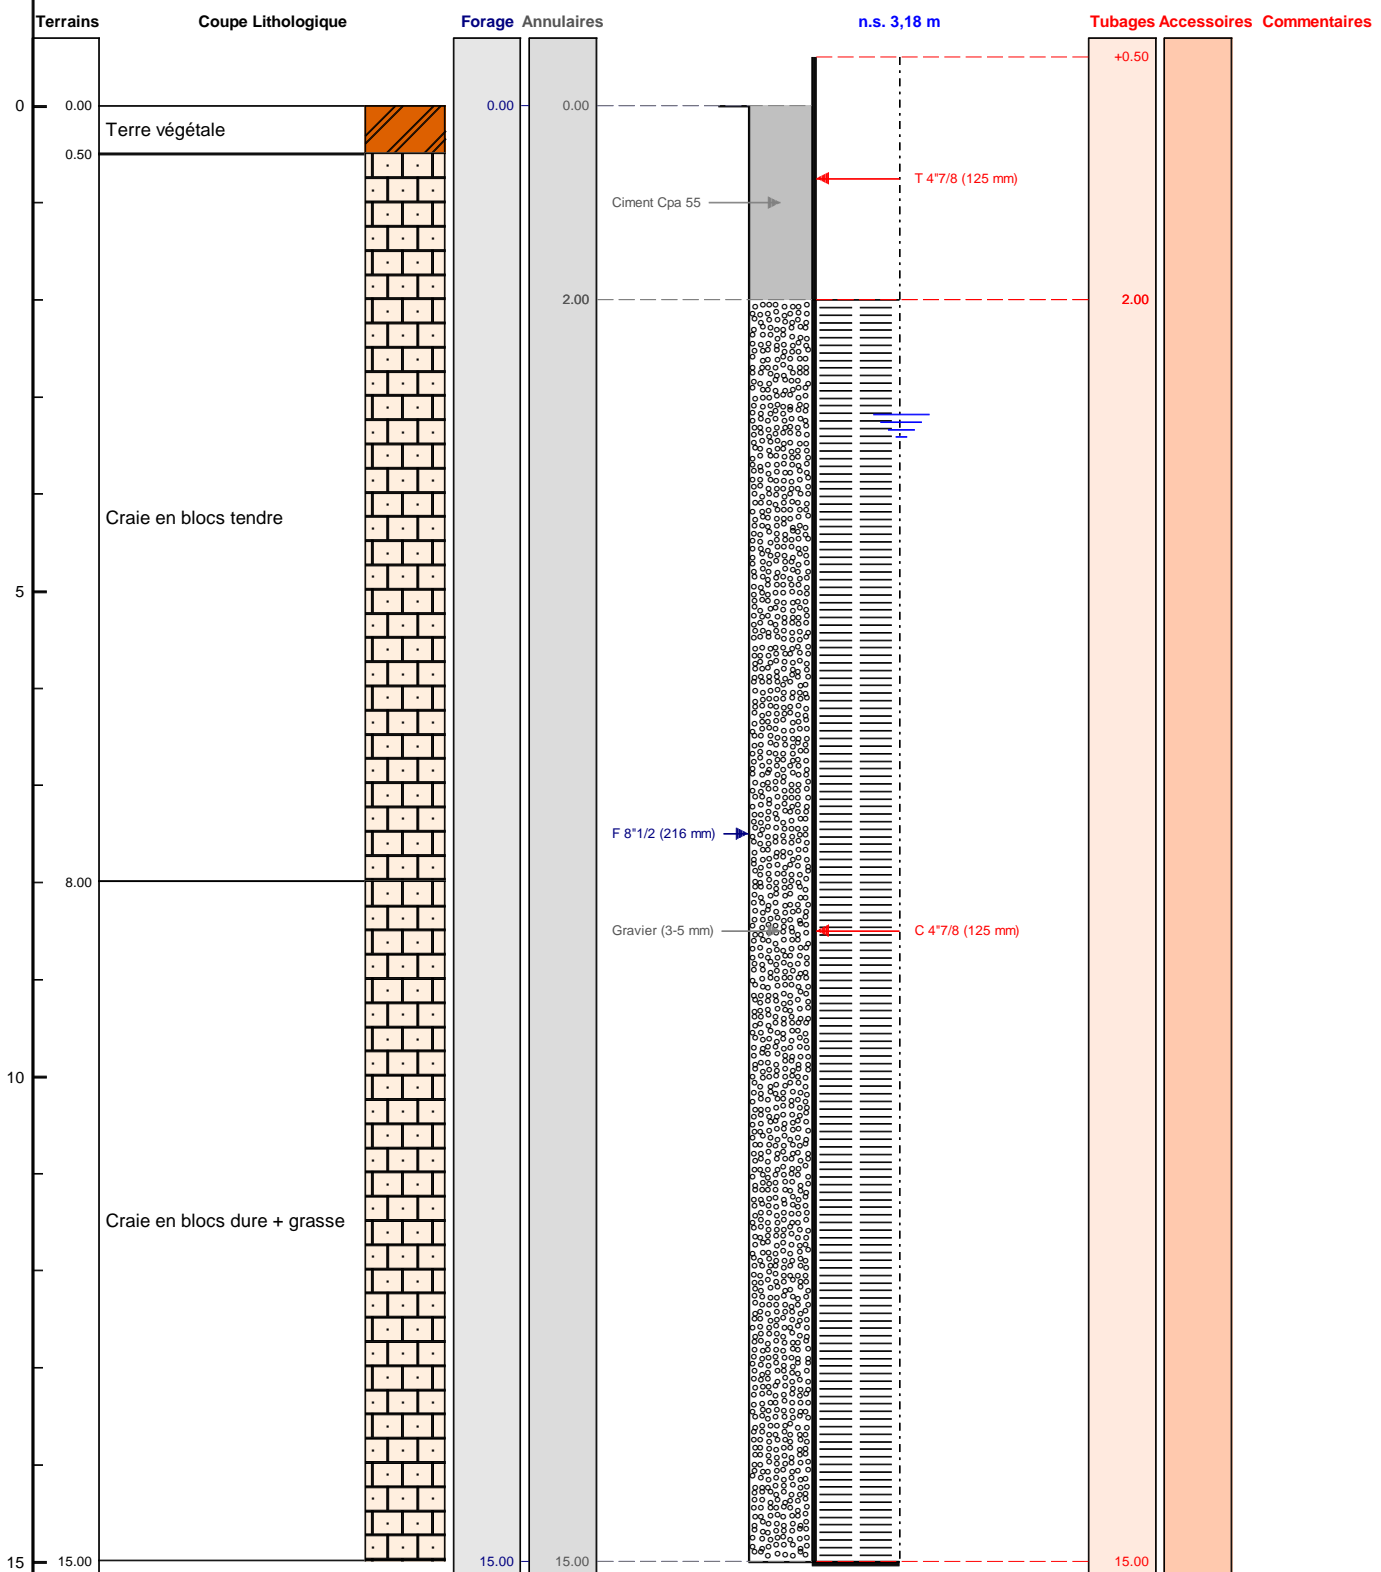 Terrains Coupe Lithologique Forage Annulaires n.s. 3,18 m Tubages Accessoires Commentaires
+0.50
0 0.00 0.00 0.00
Terre végétale
0.50
T 4"7/8 (125 mm)
Ciment Cpa 55
2.00 2.00
Craie en blocs tendre
5
F 8"1/2 (216 mm)
8.00
Gravier (3-5 mm) C 4"7/8 (125 mm)
10
Craie en blocs dure + grasse
15 15.00 15.00 15.00 15.00